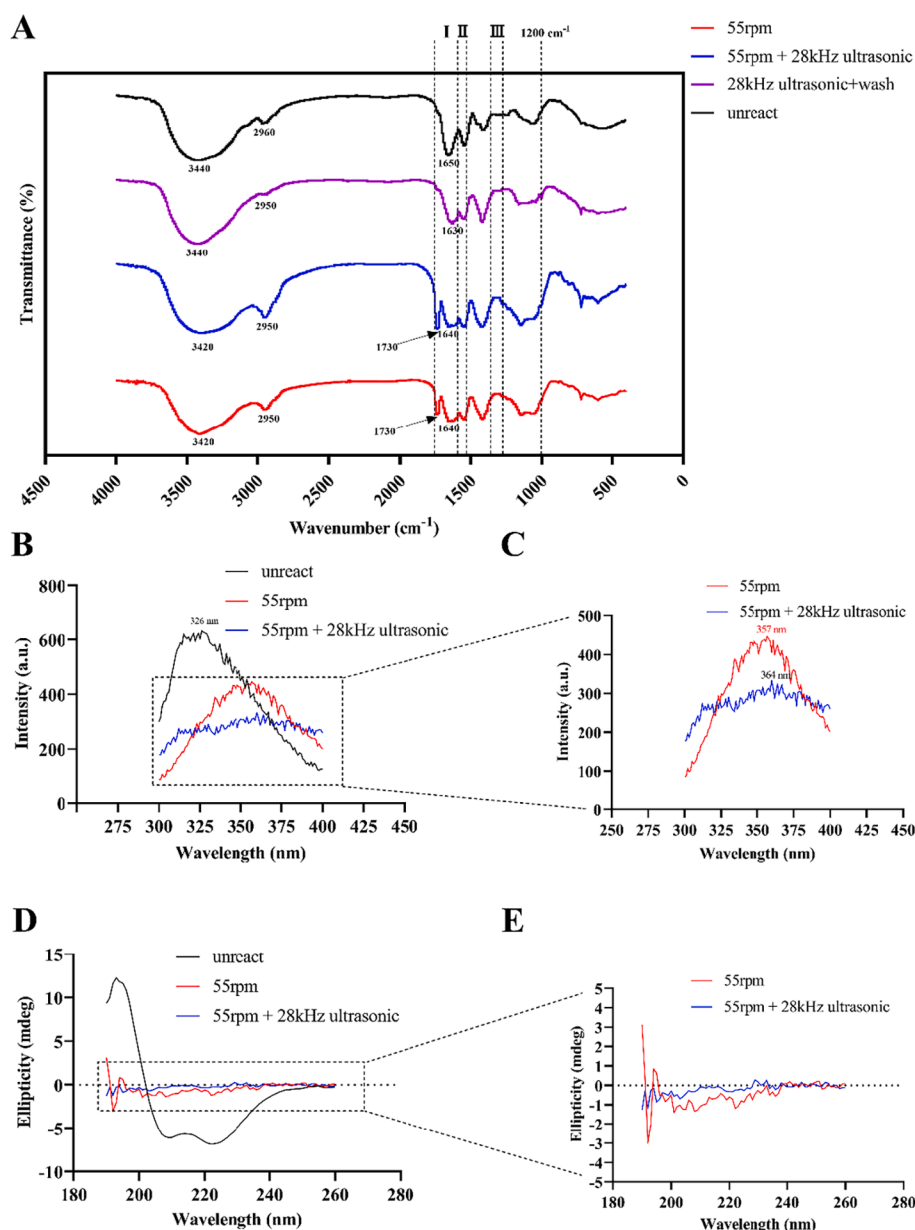 A
I II III 1200 cm⁻¹
55rpm
55rpm + 28kHz ultrasonic
28kHz ultrasonic+wash
unreact
Transmittance (%)
3440
2960
1650
3440
2950
1630
3420
2950
1730
1640
3420
2950
1730
1640
4500 4000 3500 3000 2500 2000 1500 1000 500 0
Wavenumber (cm⁻¹)
B
unreact
55rpm
55rpm + 28kHz ultrasonic
326 nm
Intensity (a.u.)
800
600
400
200
0
275 300 325 350 375 400 425 450
Wavelength (nm)
C
55rpm
55rpm + 28kHz ultrasonic
357 nm
364 nm
Intensity (a.u.)
500
400
300
200
100
0
250 275 300 325 350 375 400 425 450
Wavelength (nm)
D
unreact
55rpm
55rpm + 28kHz ultrasonic
Ellipticity (mdeg)
15
10
5
0
-5
-10
180 200 220 240 260 280
Wavelength (nm)
E
55rpm
55rpm + 28kHz ultrasonic
Ellipticity (mdeg)
5
4
3
2
1
0
-1
-2
-3
-4
-5
180 200 220 240 260 280
Wavelength (nm)